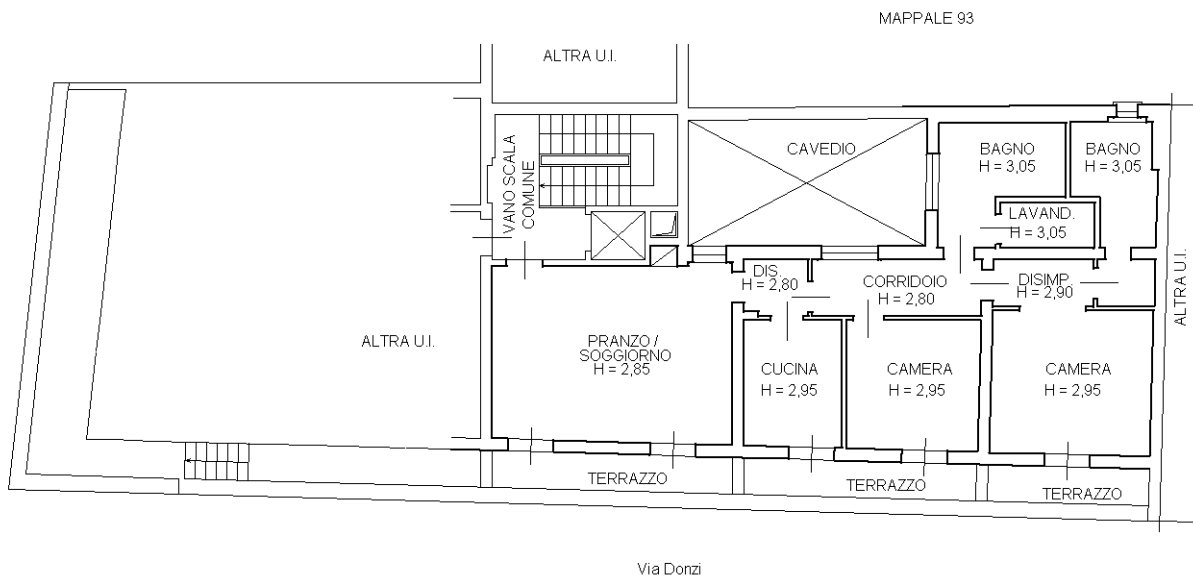 MAPPALE 93
ALTRA U.I.
VANO SCALA
COMUNE
CAVEDIO
BAGNO
H = 3,05
BAGNO
H = 3,05
LAVAND.
H = 3,05
DIS.
H = 2,80
CORRIDOIO
H = 2,80
DISIMP.
H = 2,90
ALTRA U.I.
ALTRA U.I.
PRANZO /
SOGGIORNO
H = 2,85
CUCINA
H = 2,95
CAMERA
H = 2,95
CAMERA
H = 2,95
TERRAZZO
TERRAZZO
TERRAZZO
Via Donzi